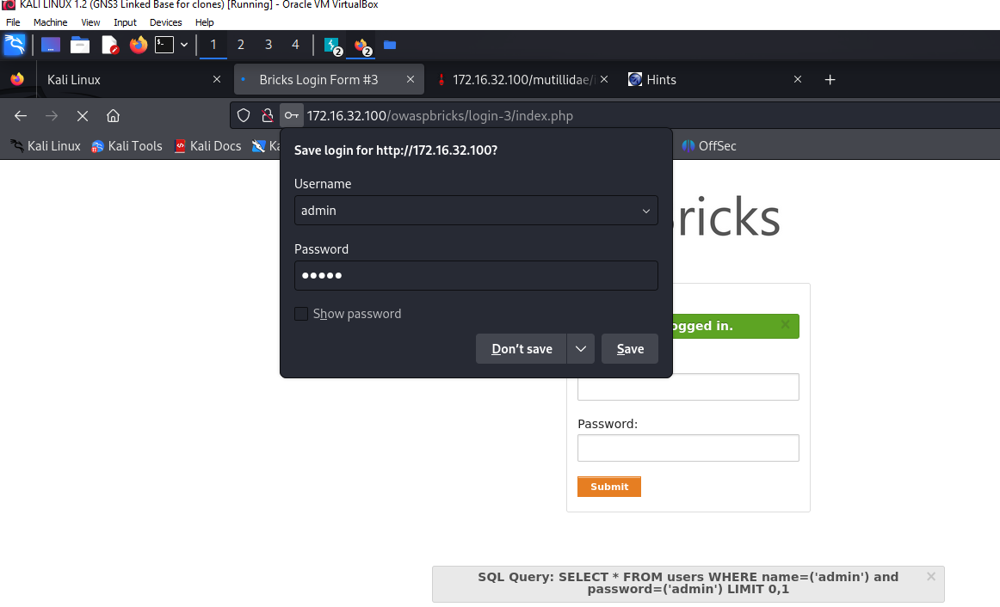 KALI LINUX 1.2 (GNS3 Linked Base for clones) [Running] - Oracle VM VirtualBox
File Machine View Input Devices Help
1 2 3 4 2 2
Kali Linux Bricks Login Form #3 172.16.32.100/mutillidae/ Hints
172.16.32.100/owaspbricks/login-3/index.php
Kali Linux Kali Tools Kali Docs Ka OffSec
Save login for http://172.16.32.100?
Username
admin
Password
Show password
Don't save Save
ricks
ogged in.
Password:
Submit
SQL Query: SELECT * FROM users WHERE name=('admin') and
password=('admin') LIMIT 0,1